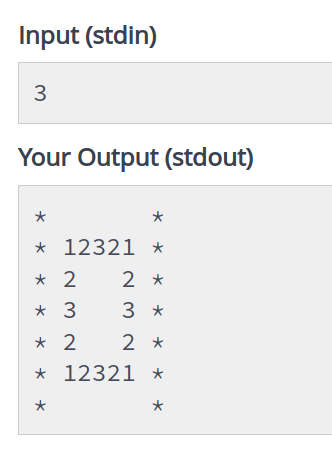 Input (stdin)
3
Your Output (stdout)
*       *
* 12321 *
* 2   2 *
* 3   3 *
* 2   2 *
* 12321 *
*       *